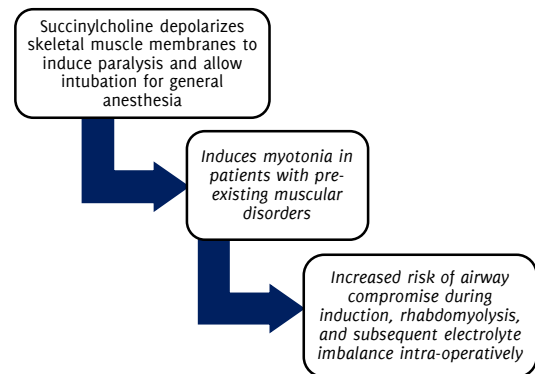 Succinylcholine depolarizes
skeletal muscle membranes to
induce paralysis and allow
intubation for general
anesthesia
Induces myotonia in
patients with pre-
existing muscular
disorders
Increased risk of airway
compromise during
induction, rhabdomyolysis,
and subsequent electrolyte
imbalance intra-operatively